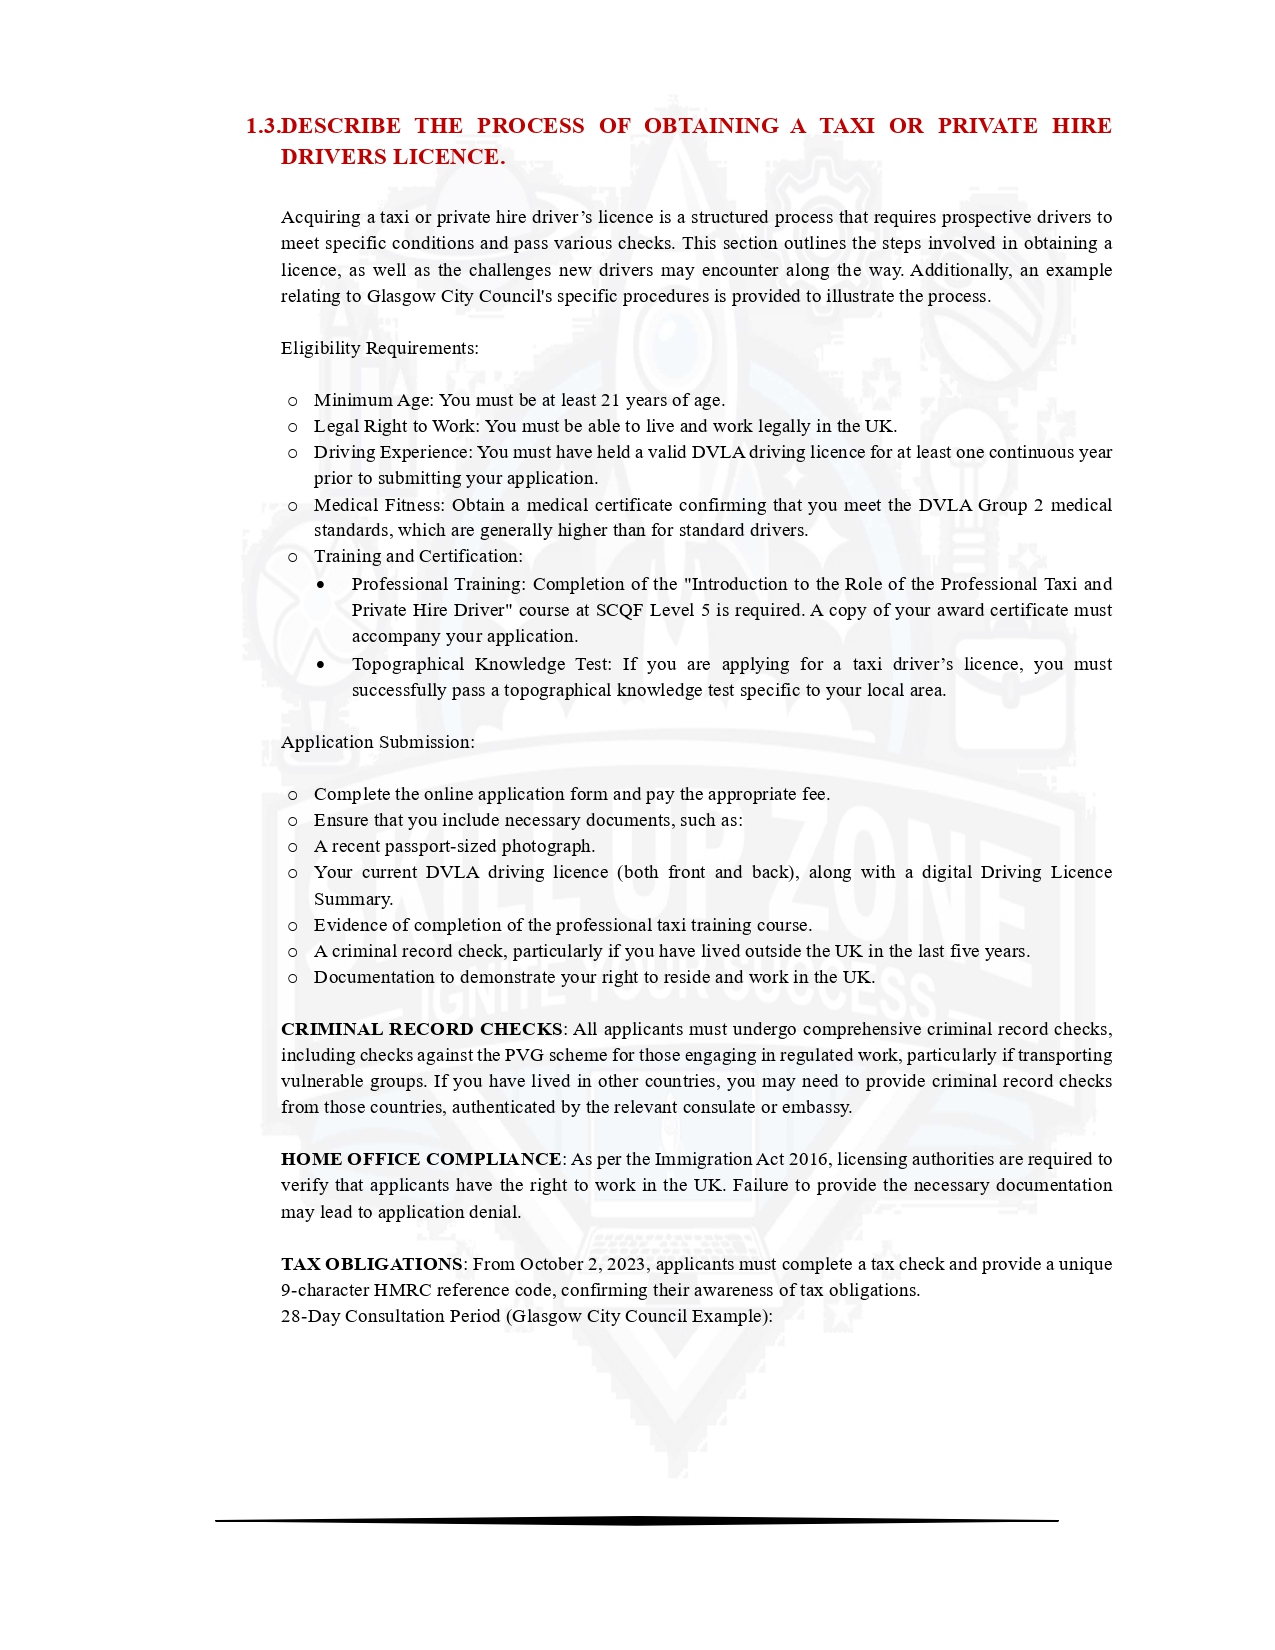 1.3.DESCRIBE THE PROCESS OF OBTAINING A TAXI OR PRIVATE HIRE
DRIVERS LICENCE.
Acquiring a taxi or private hire driver’s licence is a structured process that requires prospective drivers to
meet specific conditions and pass various checks. This section outlines the steps involved in obtaining a
licence, as well as the challenges new drivers may encounter along the way. Additionally, an example
relating to Glasgow City Council's specific procedures is provided to illustrate the process.
Eligibility Requirements:
o Minimum Age: You must be at least 21 years of age.
o Legal Right to Work: You must be able to live and work legally in the UK.
o Driving Experience: You must have held a valid DVLA driving licence for at least one continuous year
prior to submitting your application.
o Medical Fitness: Obtain a medical certificate confirming that you meet the DVLA Group 2 medical
standards, which are generally higher than for standard drivers.
o Training and Certification:
• Professional Training: Completion of the "Introduction to the Role of the Professional Taxi and
Private Hire Driver" course at SCQF Level 5 is required. A copy of your award certificate must
accompany your application.
• Topographical Knowledge Test: If you are applying for a taxi driver’s licence, you must
successfully pass a topographical knowledge test specific to your local area.
Application Submission:
o Complete the online application form and pay the appropriate fee.
o Ensure that you include necessary documents, such as:
o A recent passport-sized photograph.
o Your current DVLA driving licence (both front and back), along with a digital Driving Licence
Summary.
o Evidence of completion of the professional taxi training course.
o A criminal record check, particularly if you have lived outside the UK in the last five years.
o Documentation to demonstrate your right to reside and work in the UK.
SKILL UP ZONE
IGNITE YOUR SUCCESS
CRIMINAL RECORD CHECKS: All applicants must undergo comprehensive criminal record checks,
including checks against the PVG scheme for those engaging in regulated work, particularly if transporting
vulnerable groups. If you have lived in other countries, you may need to provide criminal record checks
from those countries, authenticated by the relevant consulate or embassy.
HOME OFFICE COMPLIANCE: As per the Immigration Act 2016, licensing authorities are required to
verify that applicants have the right to work in the UK. Failure to provide the necessary documentation
may lead to application denial.
TAX OBLIGATIONS: From October 2, 2023, applicants must complete a tax check and provide a unique
9-character HMRC reference code, confirming their awareness of tax obligations.
28-Day Consultation Period (Glasgow City Council Example):